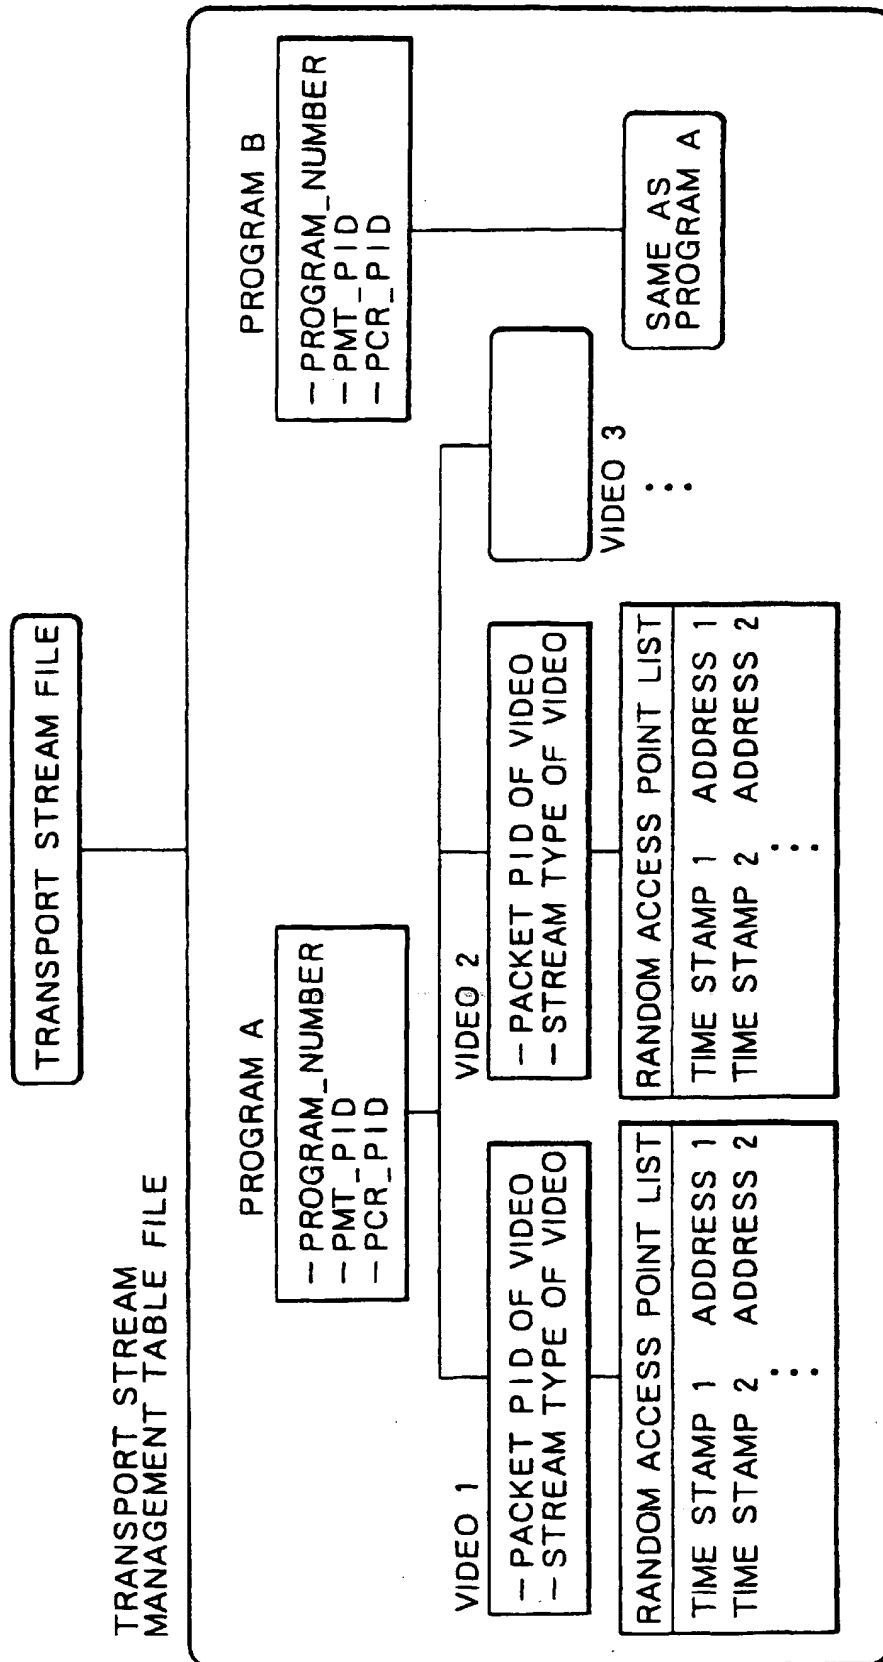 TRANSPORT STREAM FILE
TRANSPORT STREAM
MANAGEMENT TABLE FILE
PROGRAM A
-PROGRAM_NUMBER
-PMT_PID
-PCR_PID
PROGRAM B
-PROGRAM_NUMBER
-PMT_PID
-PCR_PID
VIDEO 1
-PACKET PID OF VIDEO
-STREAM TYPE OF VIDEO
VIDEO 2
-PACKET PID OF VIDEO
-STREAM TYPE OF VIDEO
VIDEO 3
...
SAME AS
PROGRAM A
RANDOM ACCESS POINT LIST
TIME STAMP 1 ADDRESS 1
TIME STAMP 2 ADDRESS 2
...
RANDOM ACCESS POINT LIST
TIME STAMP 1 ADDRESS 1
TIME STAMP 2 ADDRESS 2
...